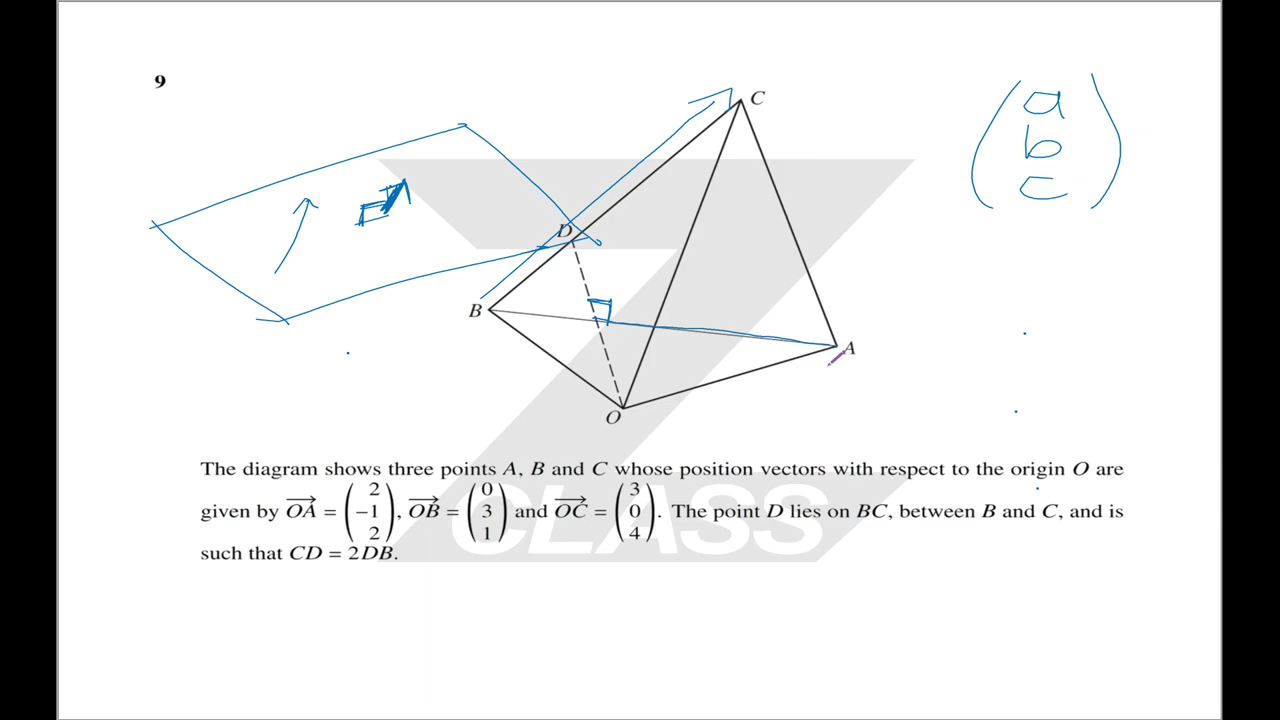 9
C
a
b
c
D
B
A
O
CLASS
The diagram shows three points A, B and C whose position vectors with respect to the origin O are
given by OA→ = (2 −1 2), OB→ = (0 3 1) and OC→ = (3 0 4). The point D lies on BC, between B and C, and is
such that CD = 2DB.